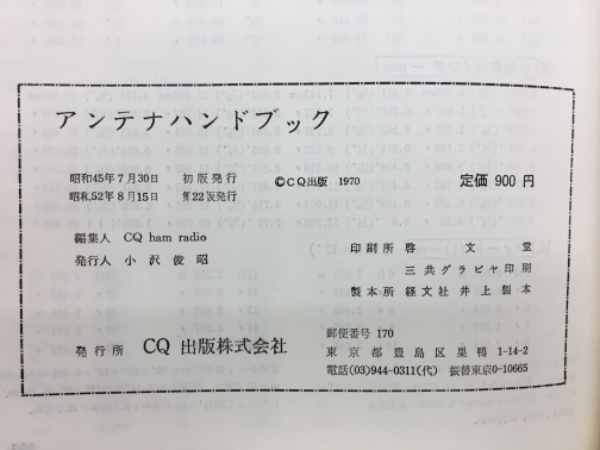 アンテナハンドブック
昭和45年7月30日 初版発行 ©CQ出版 1970 定価 900 円
昭和52年8月15日 第22版発行
編集人 CQ ham radio
発行人 小沢俊昭
印刷所 啓文堂
三共グラビヤ印刷
製本所 経文社井上製本
発行所 CQ 出版株式会社
郵便番号 170
東京都豊島区巣鴨 1-14-2
電話(03)944-0311(代) 振替東京0-10665